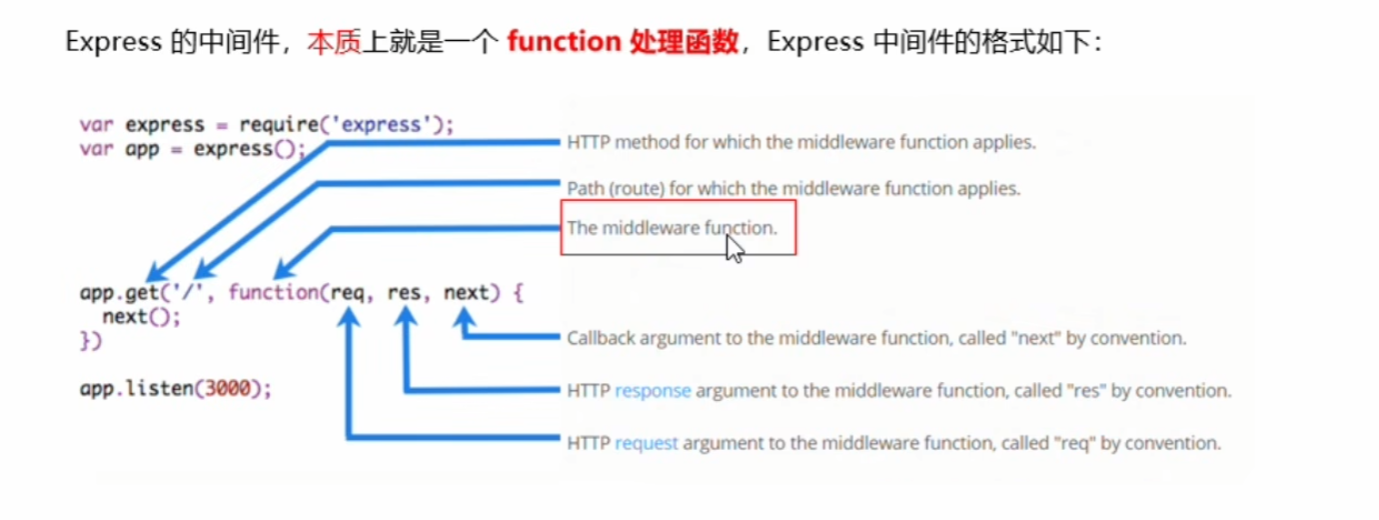 Express 的中间件，本质上就是一个 function 处理函数，Express 中间件的格式如下：
var express = require('express');
var app = express();
HTTP method for which the middleware function applies.
Path (route) for which the middleware function applies.
The middleware function.
app.get('/', function(req, res, next) {
next();
})
Callback argument to the middleware function, called "next" by convention.
app.listen(3000);
HTTP response argument to the middleware function, called "res" by convention.
HTTP request argument to the middleware function, called "req" by convention.